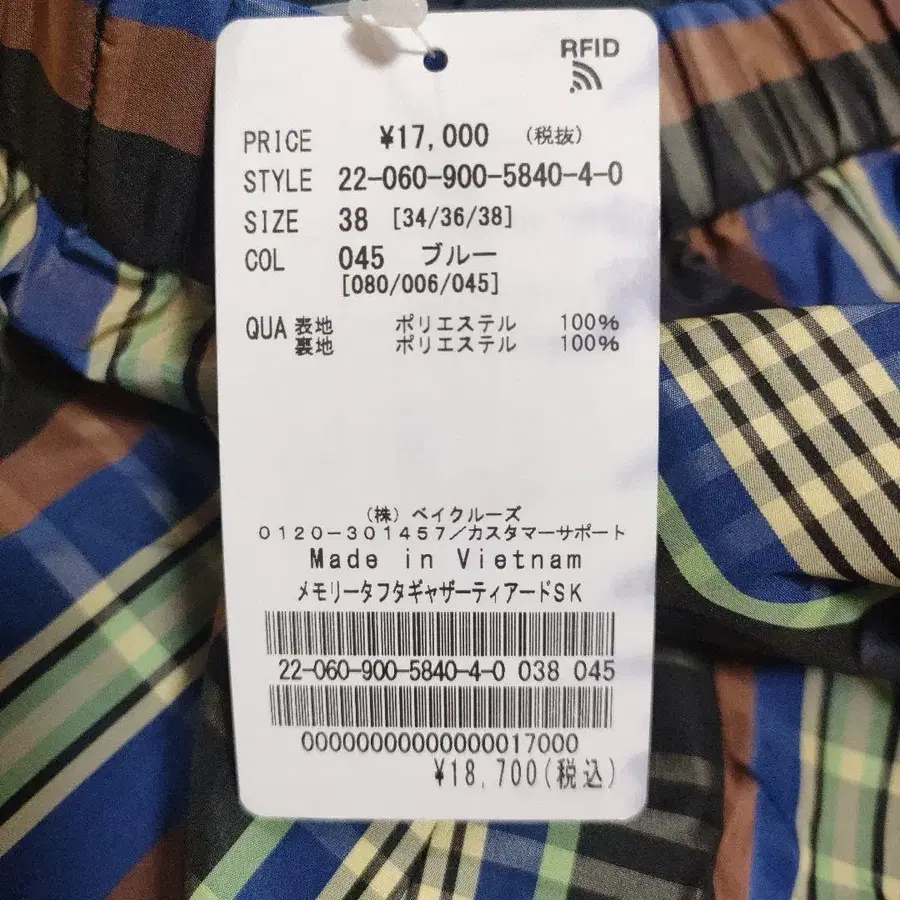 RFID
PRICE ¥17,000 (税抜)
STYLE 22-060-900-5840-4-0
SIZE 38 [34/36/38]
COL 045 ブルー
[080/006/045]
QUA 表地 ポリエステル 100%
裏地 ポリエステル 100%
(株) ベイクルーズ
0120-301457/カスタマーサポート
Made in Vietnam
メモリータフタギャザーティアードSK
22-060-900-5840-4-0 038 045
00000000000000017000
¥18,700(税込)